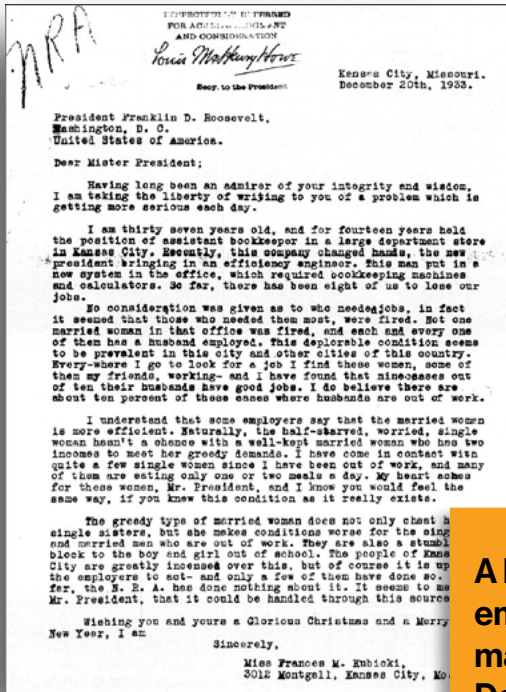 NRA
RESPECTFULLY REFERRED
FOR
AND CONSIDERATION
Louis McHenry Howe
Secy. to the President
Kansas City, Missouri.
December 20th, 1933.
President Franklin D. Roosevelt,
Washington, D. C.
United States of America.
Dear Mister President;
Having long been an admirer of your integrity and wisdom,
I am taking the liberty of writing to you of a problem which is
getting more serious each day.
I am thirty seven years old, and for fourteen years held
the position of assistant bookkeeper in a large department store
in Kansas City. Recently, this company changed hands, the new
president bringing in an efficiency engineer. This man put in a
new system in the office, which required bookkeeping machines
and calculators. So far, there has been eight of us to lose our
jobs.
No consideration was given as to who needed jobs, in fact
it seemed that those who needed them most, were fired. Not one
married woman in that office was fired, and each and every one
of them has a husband employed. This deplorable condition seems
to be prevalent in this city and other cities of this country.
Every-where I go to look for a job I find these women, some of
them my friends, working- and I have found that nine cases out
of ten their husbands have good jobs. I do believe there are
about ten percent of these cases where husbands are out of work.
I understand that some employers say that the married women
is more efficient. Naturally, the half-starved, worried, single
woman hasn't a chance with a well-kept married woman who has two
incomes to meet her greedy demands. I have come in contact with
quite a few single women since I have been out of work, and many
of them are eating only one or two meals a day. My heart aches
for these women, Mr. President, and I know you would feel the
same way, if you knew this condition as it really exists.
The greedy type of married woman does not only cheat h
single sisters, but she makes conditions worse for the sing
and married men who are out of work. They are also a stumbl
block to the boy and girl out of school. The people of Kans
City are greatly incensed over this, but of course it is up
the employers to act- and only a few of them have done so.
far, the N. R. A. has done nothing about it. It seems to me
Mr. President, that it could be handled through this source
Wishing you and yours a Glorious Christmas and a Merry
New Year, I am
Sincerely,
Miss Frances M. Kubicki,
3012 Montgall, Kansas City, Mo.
A
en
ma